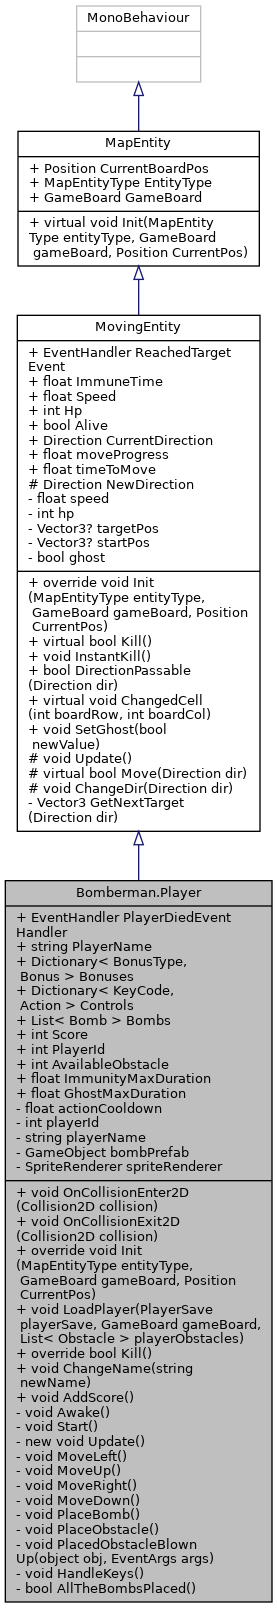 MonoBehaviour
MapEntity
+ Position CurrentBoardPos
+ MapEntityType EntityType
+ GameBoard GameBoard
+ virtual void Init(MapEntity
Type entityType, GameBoard
gameBoard, Position CurrentPos)
MovingEntity
+ EventHandler ReachedTarget
Event
+ float ImmuneTime
+ float Speed
+ int Hp
+ bool Alive
+ Direction CurrentDirection
+ float moveProgress
+ float timeToMove
# Direction NewDirection
- float speed
- int hp
- Vector3? targetPos
- Vector3? startPos
- bool ghost
+ override void Init
(MapEntityType entityType,
GameBoard gameBoard, Position
CurrentPos)
+ virtual bool Kill()
+ void InstantKill()
+ bool DirectionPassable
(Direction dir)
+ virtual void ChangedCell
(int boardRow, int boardCol)
+ void SetGhost(bool
newValue)
# void Update()
# virtual bool Move(Direction dir)
# void ChangeDir(Direction dir)
- Vector3 GetNextTarget
(Direction dir)
Bomberman.Player
+ EventHandler PlayerDiedEvent
Handler
+ string PlayerName
+ Dictionary< BonusType,
Bonus > Bonuses
+ Dictionary< KeyCode,
Action > Controls
+ List< Bomb > Bombs
+ int Score
+ int PlayerId
+ int AvailableObstacle
+ float ImmunityMaxDuration
+ float GhostMaxDuration
- float actionCooldown
- int playerId
- string playerName
- GameObject bombPrefab
- SpriteRenderer spriteRenderer
+ void OnCollisionEnter2D
(Collision2D collision)
+ void OnCollisionExit2D
(Collision2D collision)
+ override void Init
(MapEntityType entityType,
GameBoard gameBoard, Position
CurrentPos)
+ void LoadPlayer(PlayerSave
playerSave, GameBoard gameBoard,
List< Obstacle > playerObstacles)
+ override bool Kill()
+ void ChangeName(string
newName)
+ void AddScore()
- void Awake()
- void Start()
- new void Update()
- void MoveLeft()
- void MoveUp()
- void MoveRight()
- void MoveDown()
- void PlaceBomb()
- void PlaceObstacle()
- void PlacedObstacleBlown
Up(object obj, EventArgs args)
- void HandleKeys()
- bool AllTheBombsPlaced()